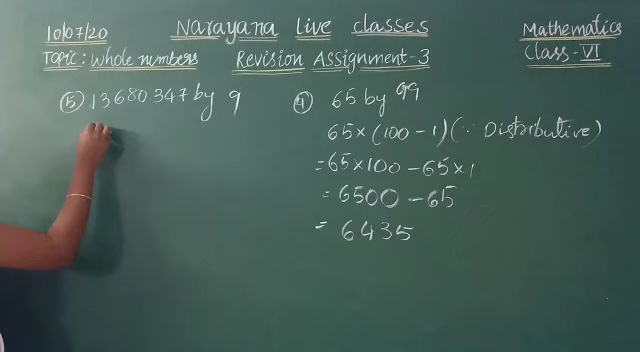 10/07/20 Narayana Live classes Mathematics
Topic: Whole numbers Revision Assignment-3 Class-VI
⑤ 13680347 by 9
④ 65 by 99
65×(100-1)(∵ Distributive)
=65×100-65×1
=6500-65
= 6435